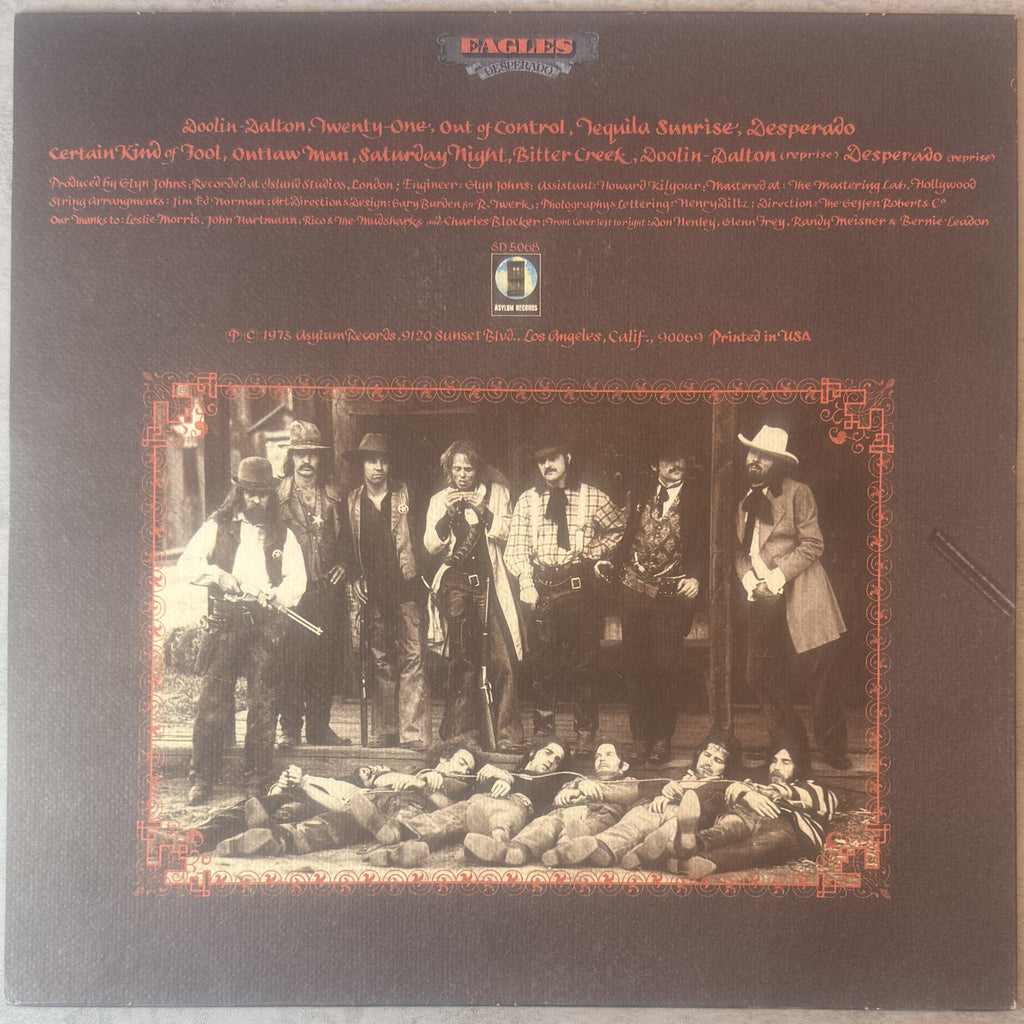 EAGLES
DESPERADO
Doolin-Dalton, Twenty-One, Out of Control, Tequila Sunrise, Desperado
Certain Kind of Fool, Outlaw Man, Saturday Night, Bitter Creek, Doolin-Dalton (reprise) Desperado (reprise)
Produced by Glyn Johns; Recorded at Island Studios, London; Engineer: Glyn Johns; Assistant: Howard Kilgour; Mastered at: The Mastering Lab, Hollywood
String Arrangements: Jim Ed Norman; Art Direction & Design: Gary Burden for R. Twerk; Photography & Lettering: Henry Diltz; Direction: The Geffen Roberts Co
Our Thanks to: Leslie Morris, John Hartmann, Rico & The Mudsharks and Charles Blocker; Front Cover left to right: Don Henley, Glenn Frey, Randy Meisner & Bernie Leadon
SD 5068
ASYLUM RECORDS
℗ © 1973 Asylum Records, 9120 Sunset Blvd., Los Angeles, Calif., 90069 Printed in USA